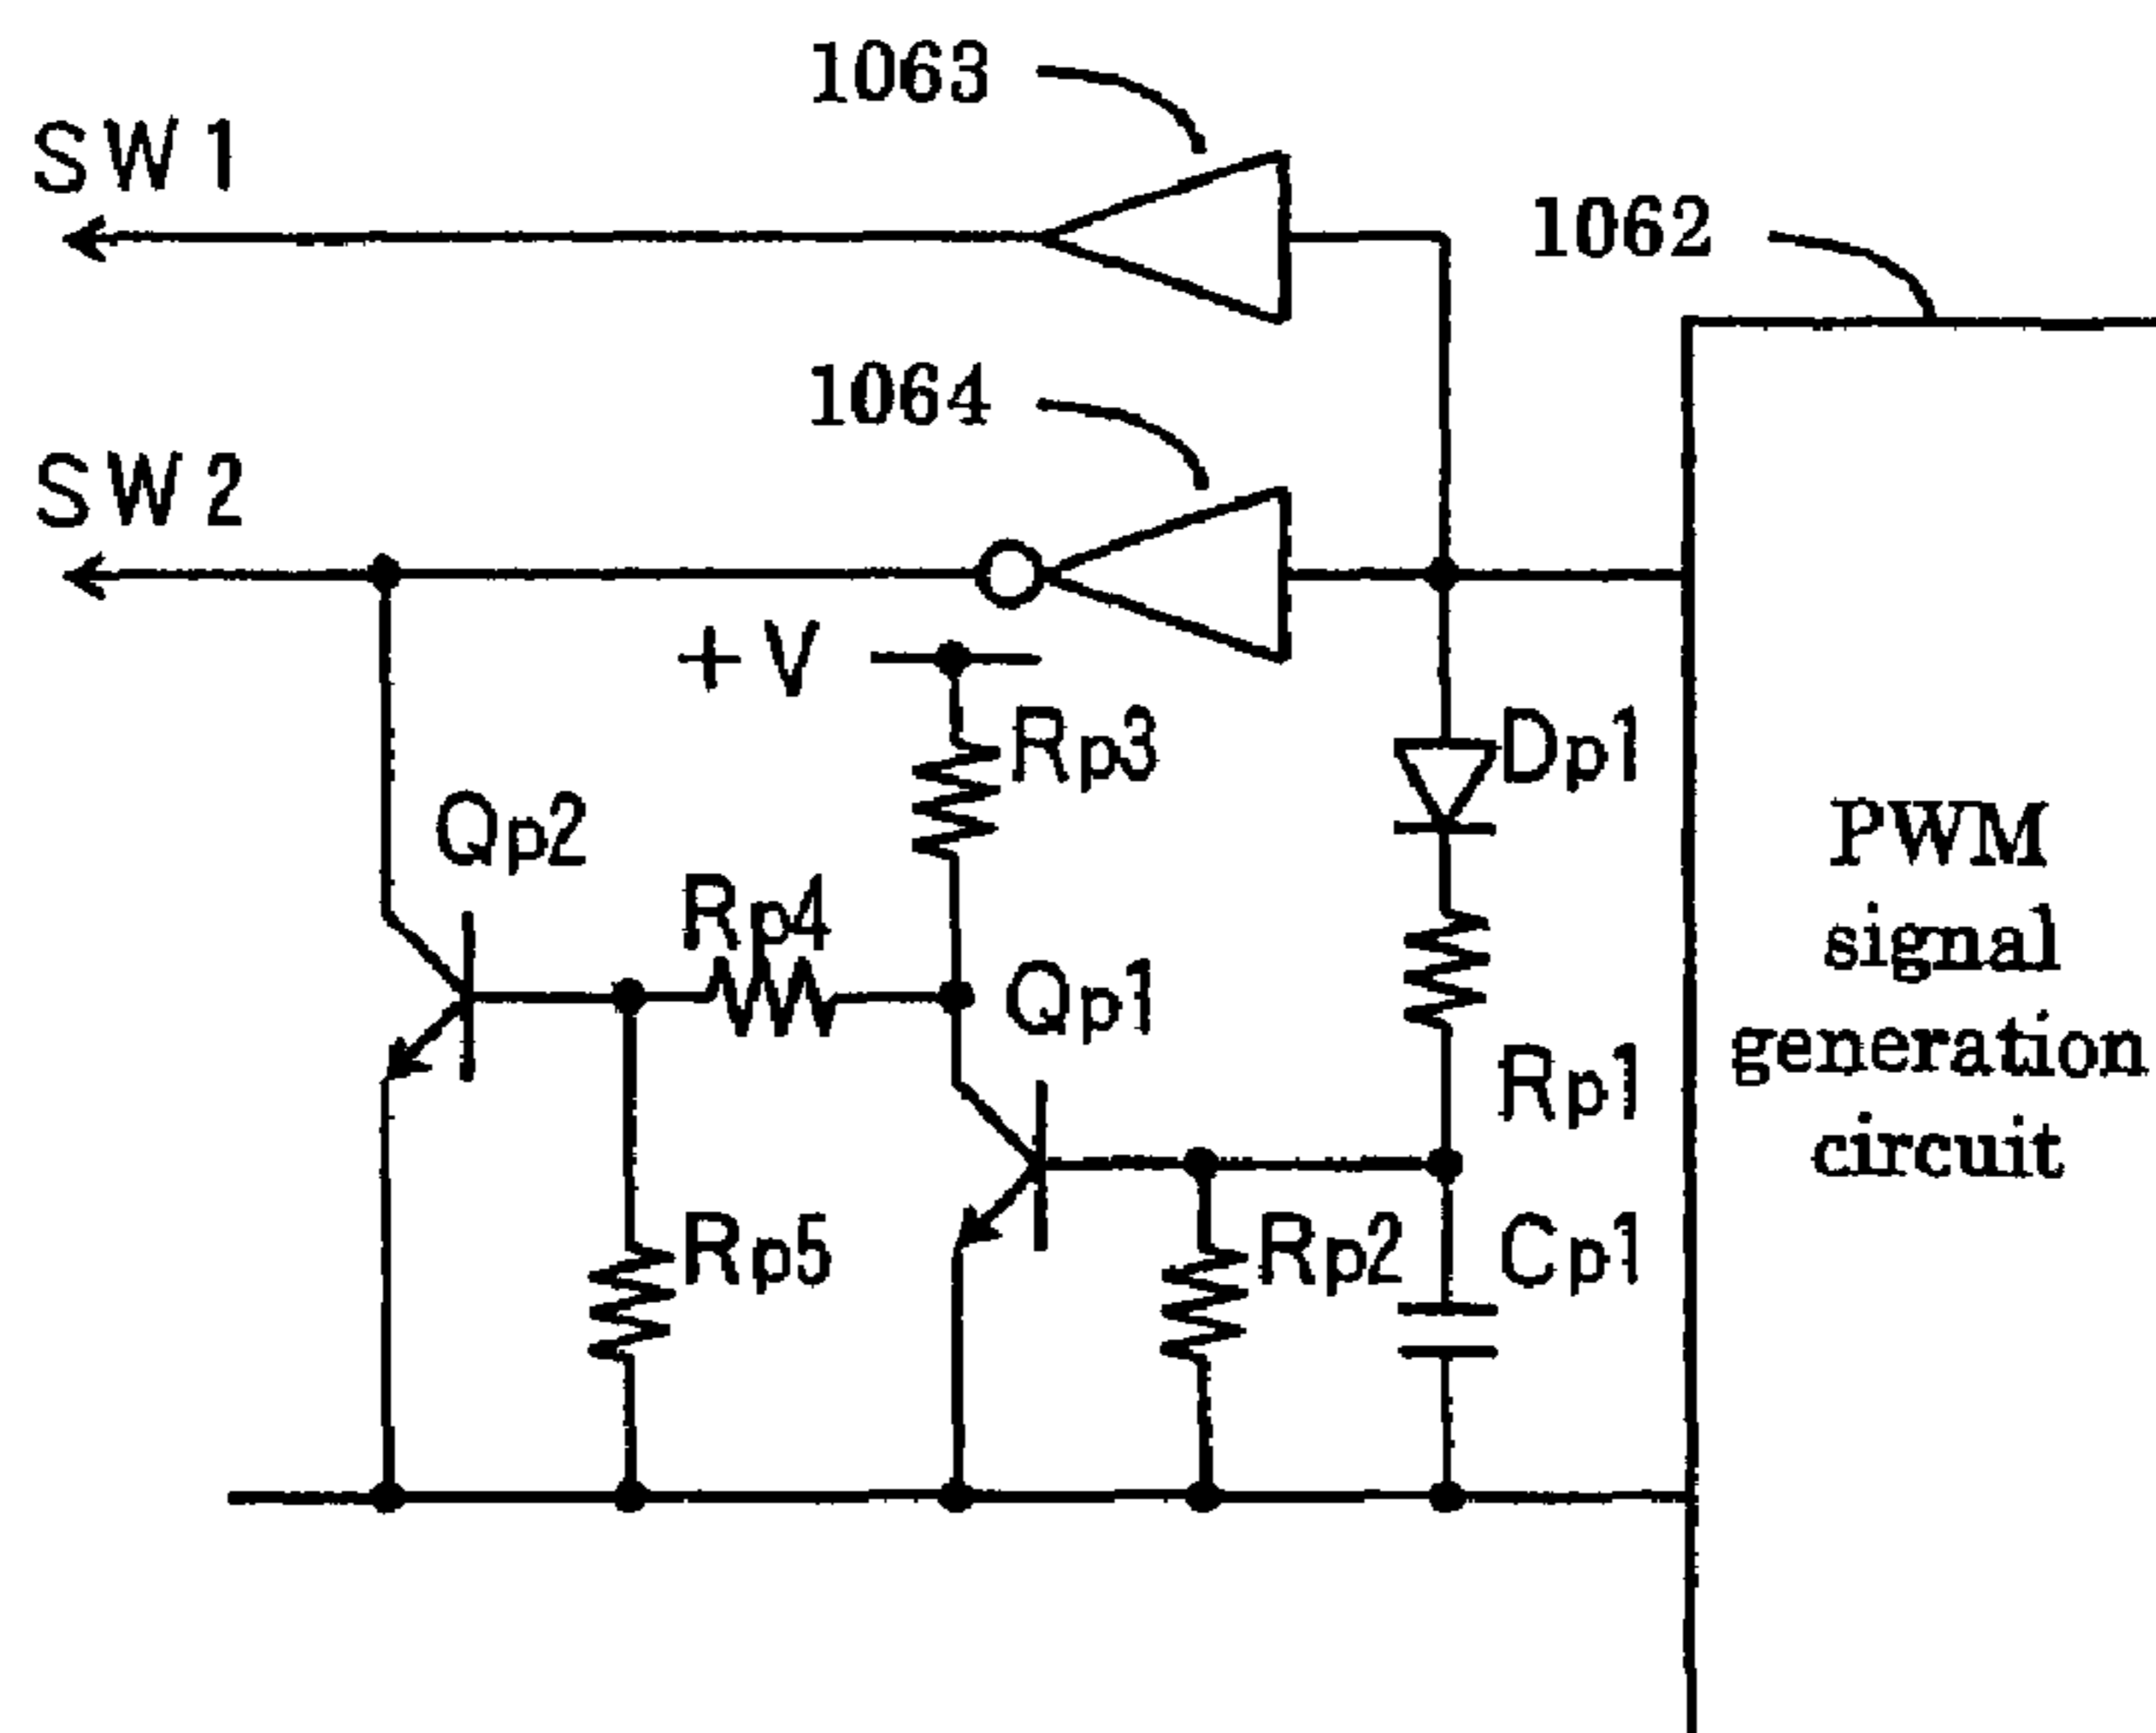 1063
SW1
1062
1064
SW2
+V
Rp3
Dp1
Qp2
PWM
signal
generation
circuit
Rp4
Qp1
Rp1
Rp5
Rp2
Cp1